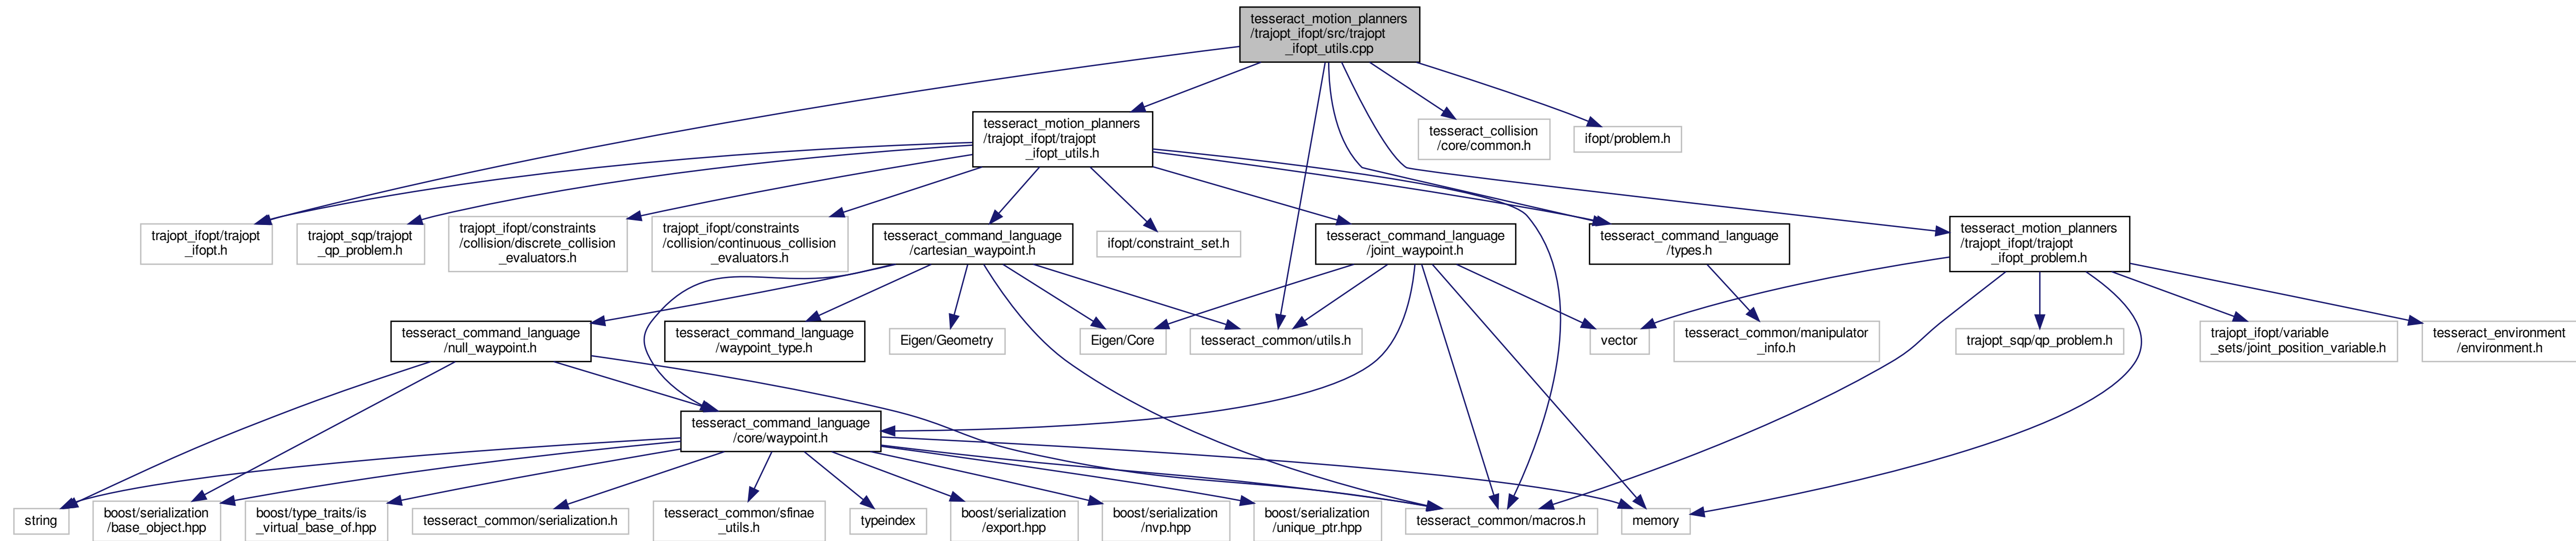 tesseract_motion_planners
/trajopt_ifopt/src/trajopt
_ifopt_utils.cpp
tesseract_motion_planners
/trajopt_ifopt/trajopt
_ifopt_utils.h
tesseract_collision
/core/common.h
ifopt/problem.h
trajopt_ifopt/trajopt
_ifopt.h
trajopt_sqp/trajopt
_qp_problem.h
trajopt_ifopt/constraints
/collision/discrete_collision
_evaluators.h
trajopt_ifopt/constraints
/collision/continuous_collision
_evaluators.h
tesseract_command_language
/cartesian_waypoint.h
ifopt/constraint_set.h
tesseract_command_language
/joint_waypoint.h
tesseract_command_language
/types.h
tesseract_motion_planners
/trajopt_ifopt/trajopt
_ifopt_problem.h
tesseract_command_language
/null_waypoint.h
tesseract_command_language
/waypoint_type.h
Eigen/Geometry
Eigen/Core
tesseract_common/utils.h
vector
tesseract_common/manipulator
_info.h
trajopt_sqp/qp_problem.h
trajopt_ifopt/variable
_sets/joint_position_variable.h
tesseract_environment
/environment.h
tesseract_command_language
/core/waypoint.h
string
boost/serialization
/base_object.hpp
boost/type_traits/is
_virtual_base_of.hpp
tesseract_common/serialization.h
tesseract_common/sfinae
_utils.h
typeindex
boost/serialization
/export.hpp
boost/serialization
/nvp.hpp
boost/serialization
/unique_ptr.hpp
tesseract_common/macros.h
memory